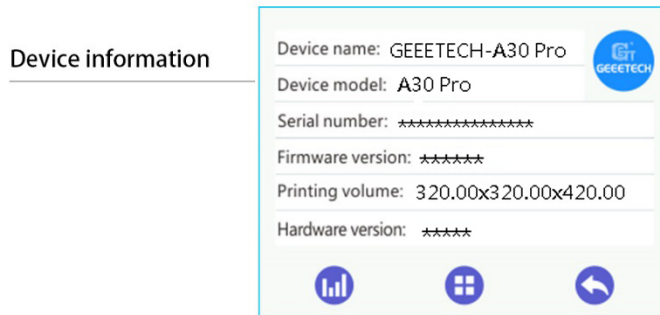 Device information
Device name: GEEETECH-A30 Pro
Device model: A30 Pro
Serial number: ***************
Firmware version: ******
Printing volume: 320.00x320.00x420.00
Hardware version: *****
GEEETECH